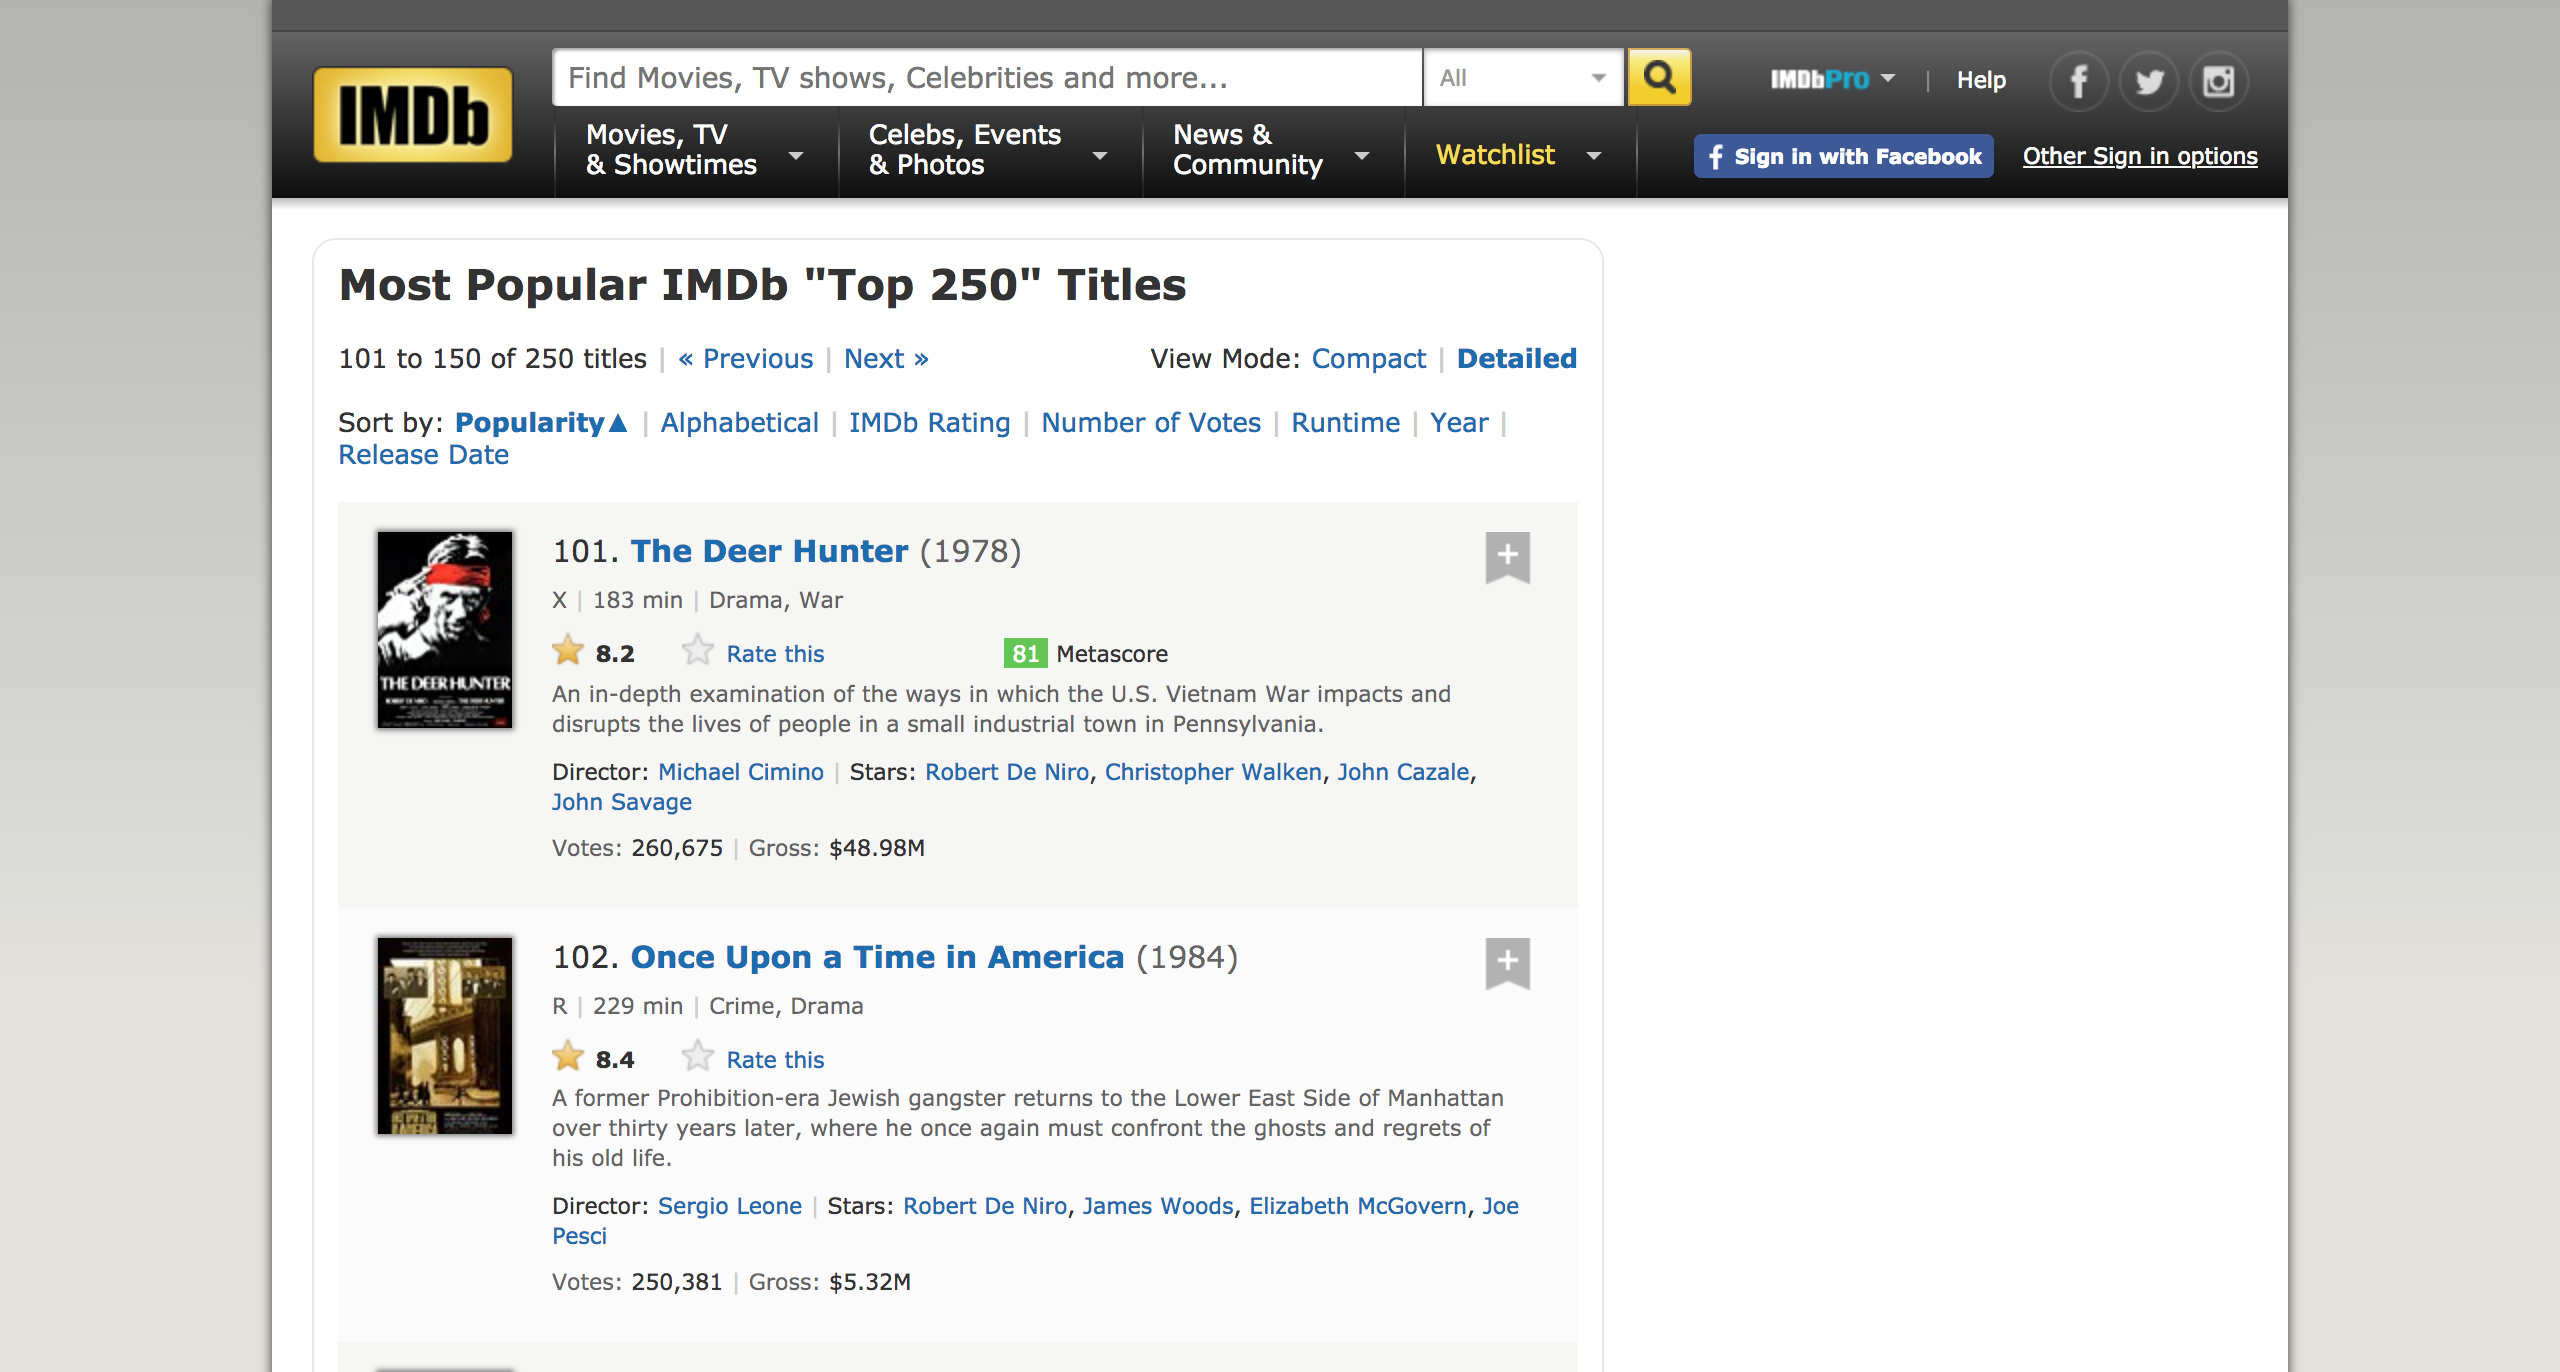 IMDb
Find Movies, TV shows, Celebrities and more...
All
IMDbPro
|
Help
Movies, TV
& Showtimes
Celebs, Events
& Photos
News &
Community
Watchlist
Sign in with Facebook
Other Sign in options
Most Popular IMDb "Top 250" Titles
101 to 150 of 250 titles | « Previous | Next »
View Mode: Compact | Detailed
Sort by: Popularity▲ | Alphabetical | IMDb Rating | Number of Votes | Runtime | Year |
Release Date
THE DEER HUNTER
101. The Deer Hunter (1978)
X | 183 min | Drama, War
8.2 Rate this 81 Metascore
An in-depth examination of the ways in which the U.S. Vietnam War impacts and
disrupts the lives of people in a small industrial town in Pennsylvania.
Director: Michael Cimino | Stars: Robert De Niro, Christopher Walken, John Cazale,
John Savage
Votes: 260,675 | Gross: $48.98M
102. Once Upon a Time in America (1984)
R | 229 min | Crime, Drama
8.4 Rate this
A former Prohibition-era Jewish gangster returns to the Lower East Side of Manhattan
over thirty years later, where he once again must confront the ghosts and regrets of
his old life.
Director: Sergio Leone | Stars: Robert De Niro, James Woods, Elizabeth McGovern, Joe
Pesci
Votes: 250,381 | Gross: $5.32M